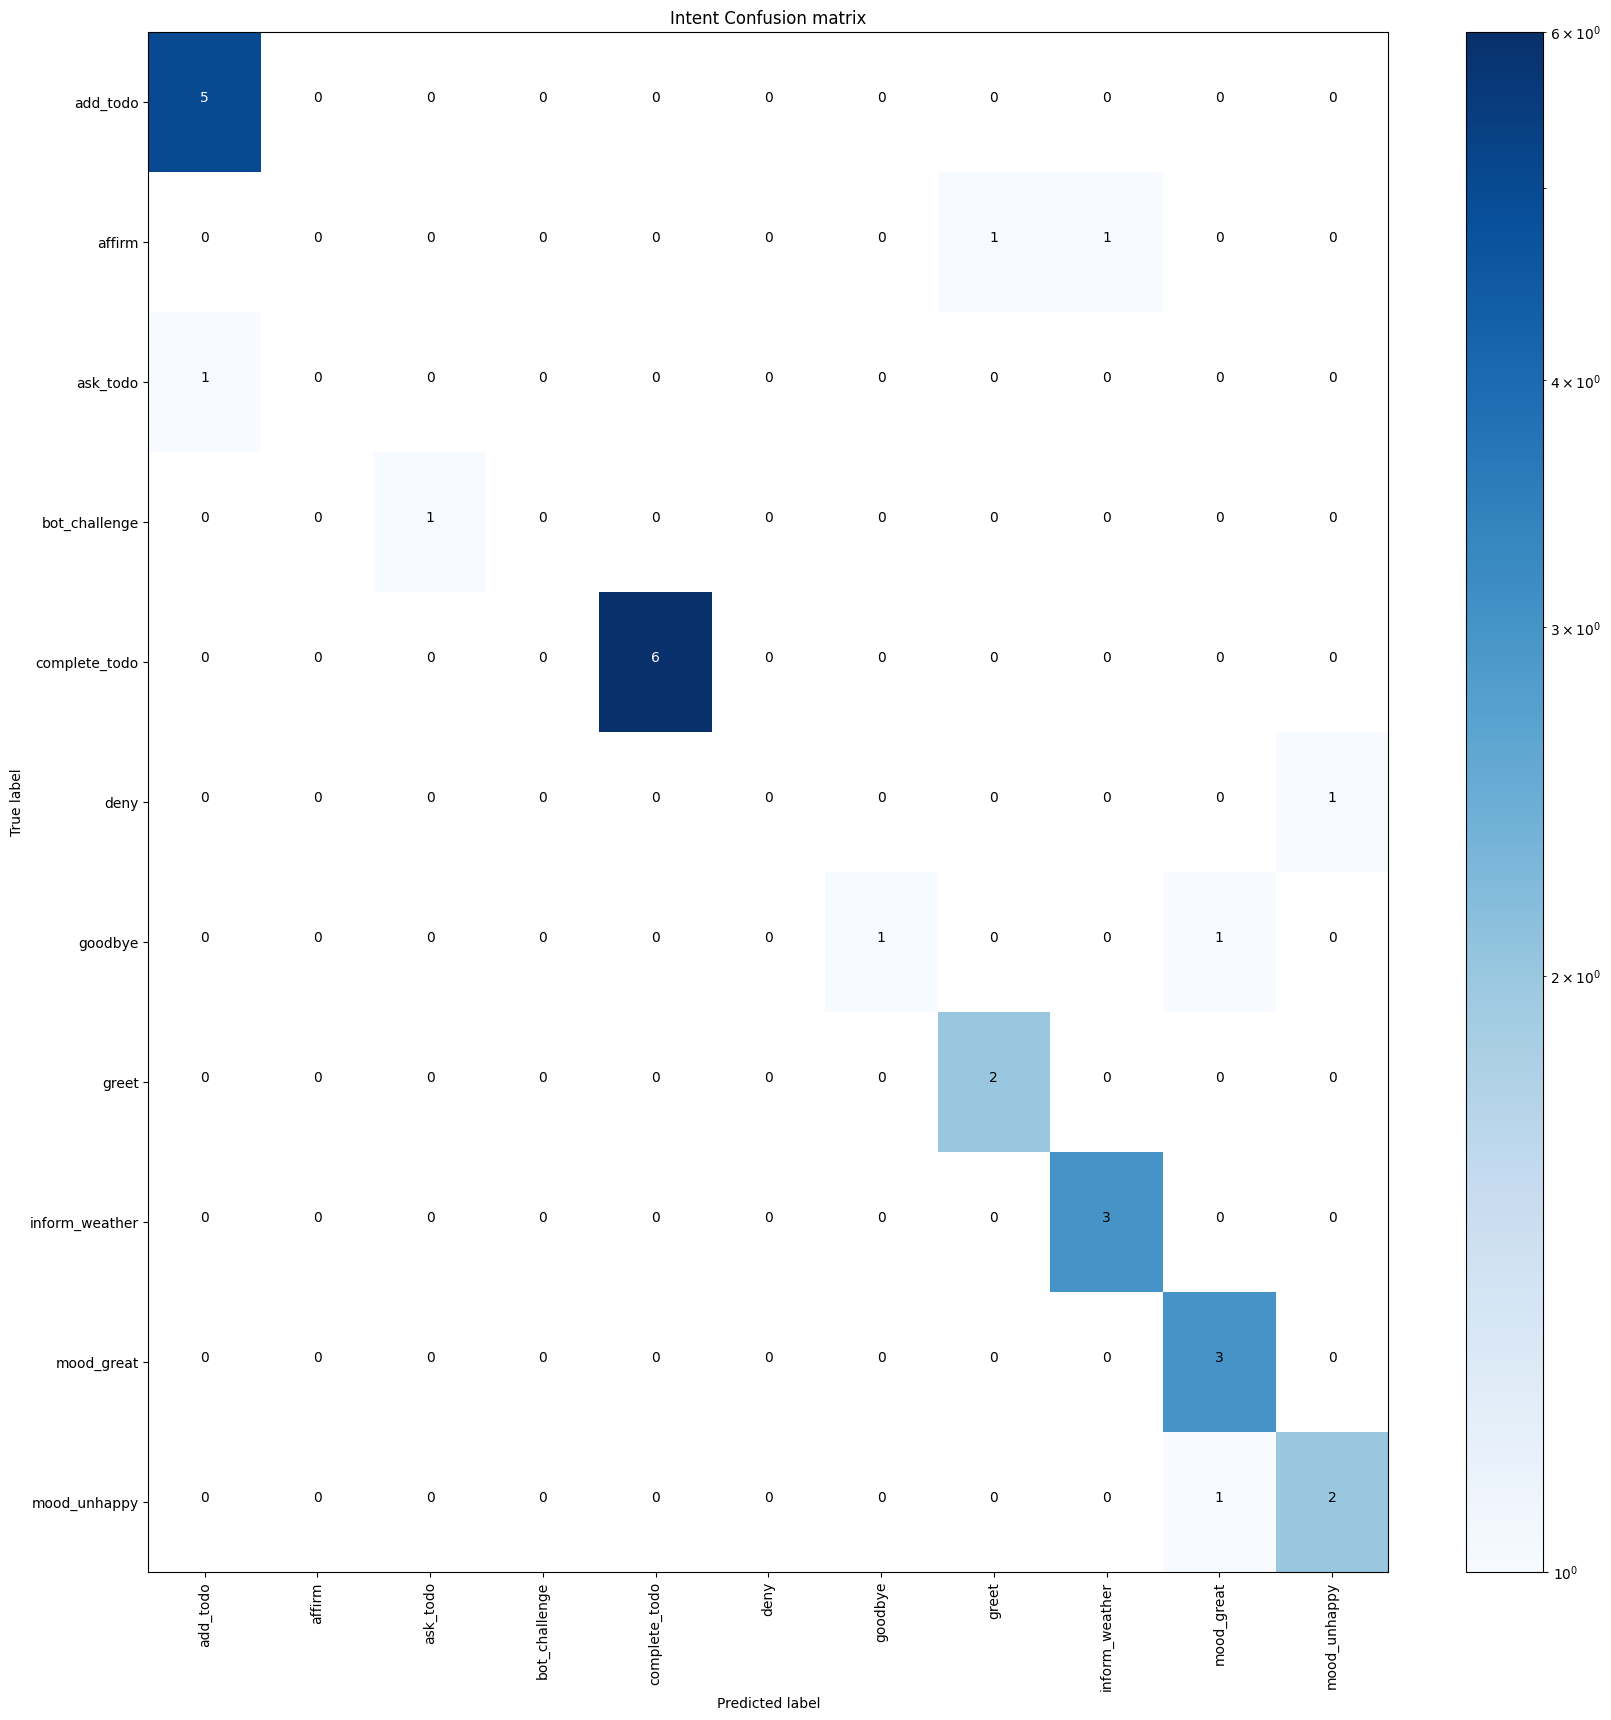 Intent Confusion matrix
add_todo 5 0 0 0 0 0 0 0 0 0 0
affirm 0 0 0 0 0 0 0 1 1 0 0
ask_todo 1 0 0 0 0 0 0 0 0 0 0
bot_challenge 0 0 1 0 0 0 0 0 0 0 0
complete_todo 0 0 0 0 6 0 0 0 0 0 0
deny 0 0 0 0 0 0 0 0 0 0 1
goodbye 0 0 0 0 0 0 1 0 0 1 0
greet 0 0 0 0 0 0 0 2 0 0 0
inform_weather 0 0 0 0 0 0 0 0 3 0 0
mood_great 0 0 0 0 0 0 0 0 0 3 0
mood_unhappy 0 0 0 0 0 0 0 0 0 1 2
True label
add_todo
affirm
ask_todo
bot_challenge
complete_todo
deny
goodbye
greet
inform_weather
mood_great
mood_unhappy
Predicted label
6 × 10⁰
4 × 10⁰
3 × 10⁰
2 × 10⁰
10⁰